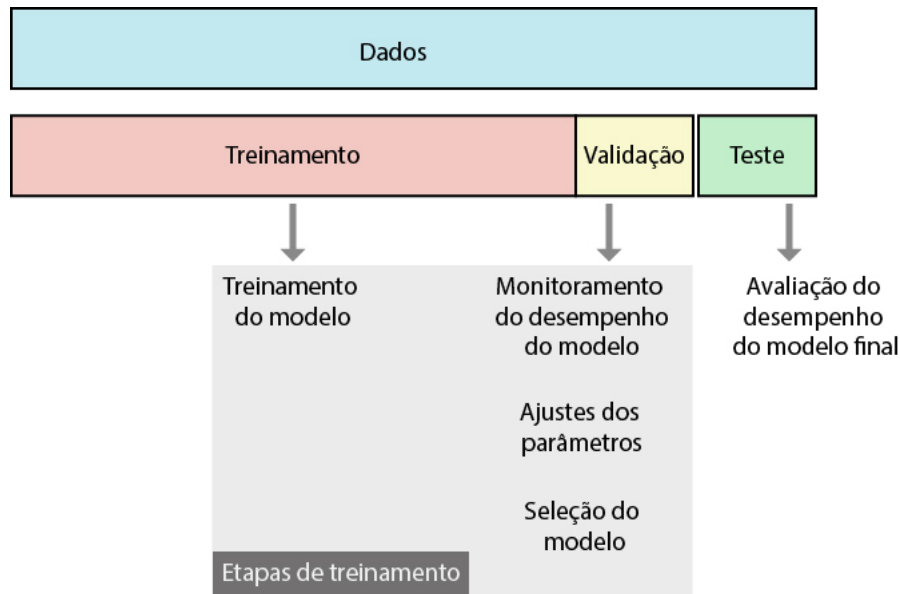 Dados
Treinamento
Validação
Teste
Treinamento
do modelo
Monitoramento
do desempenho
do modelo
Ajustes dos
parâmetros
Seleção do
modelo
Avaliação do
desempenho
do modelo final
Etapas de treinamento